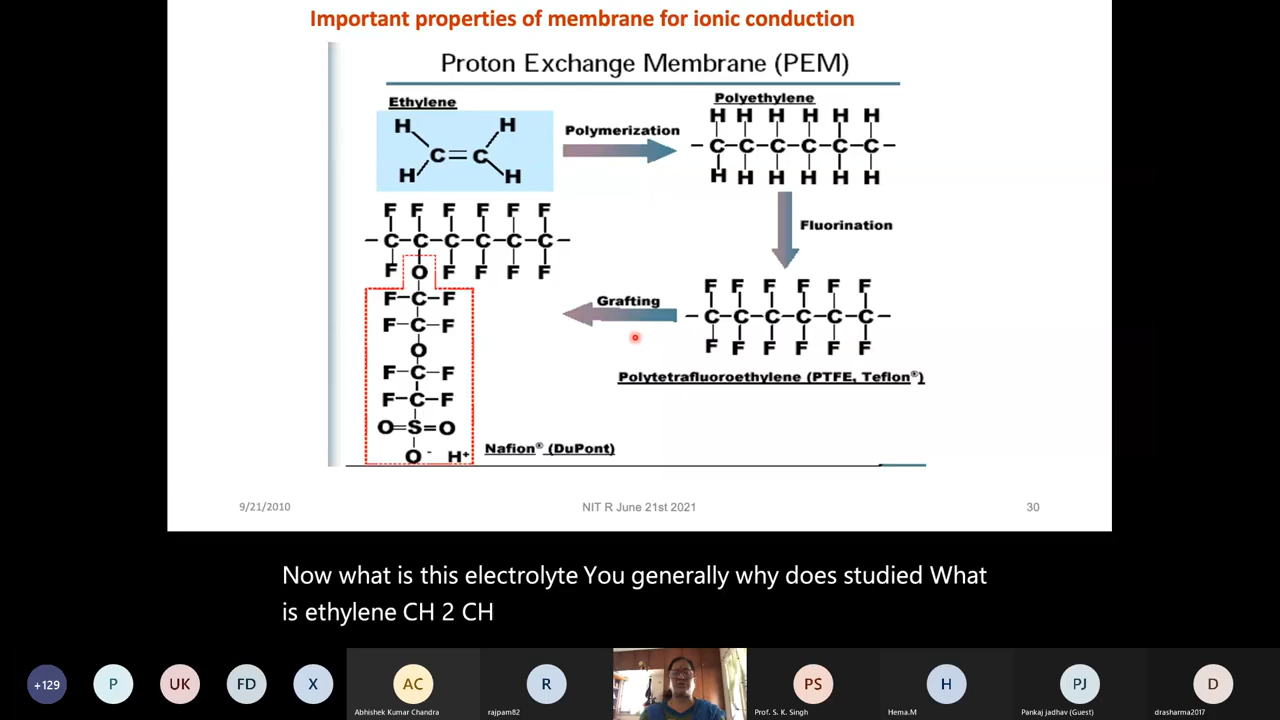 Important properties of membrane for ionic conduction
Proton Exchange Membrane (PEM)
Ethylene
H H
C=C
H H
Polymerization
Polyethylene
H H H H H H
-C-C-C-C-C-C-
H H H H H H
Fluorination
F F F F F F
-C-C-C-C-C-C-
F F F F F F
Polytetrafluoroethylene (PTFE, Teflon®)
Grafting
F F F F F F
-C-C-C-C-C-C-
F O F F F F
F-C-F
F-C-F
O
F-C-F
F-C-F
O=S=O
O⁻ H⁺
Nafion® (DuPont)
9/21/2010
NIT R June 21st 2021
30
Now what is this electrolyte You generally why does studied What
is ethylene CH 2 CH
+129
P
UK
FD
X
AC
Abhishek Kumar Chandra
R
rajpam82
PS
Prof. S. K. Singh
H
Hema.M
PJ
Pankaj jadhav (Guest)
D
drasharma2017